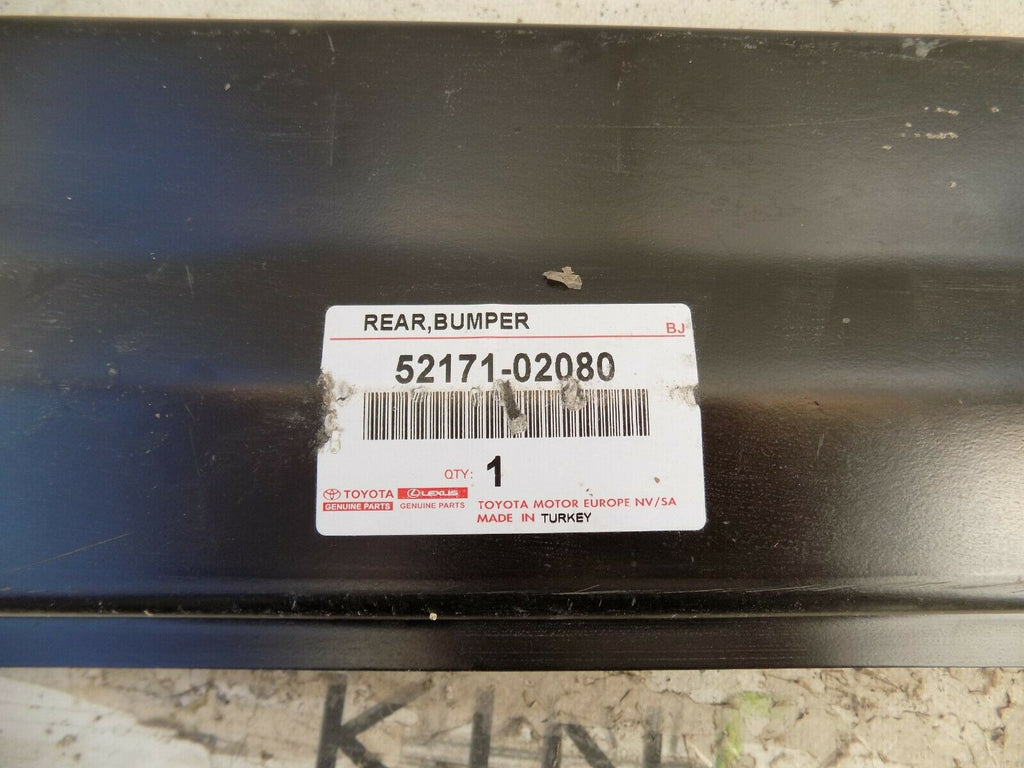 REAR,BUMPER
BJ
52171-02080
QTY: 1
TOYOTA
GENUINE PARTS
LEXUS
GENUINE PARTS
TOYOTA MOTOR EUROPE NV/SA
MADE IN TURKEY